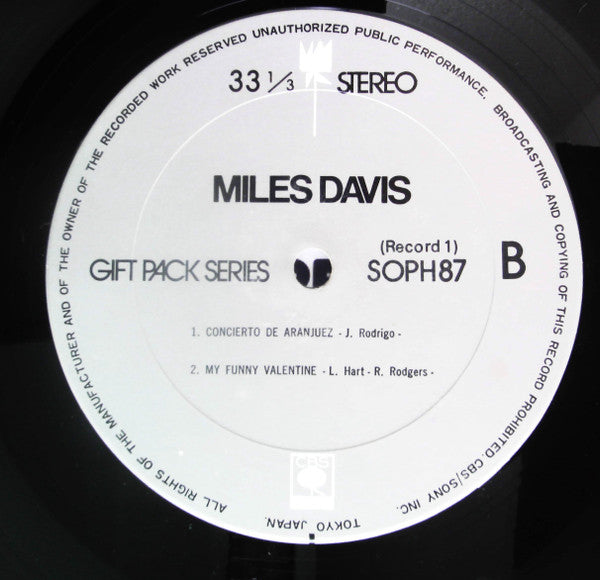 ALL RIGHTS OF THE MANUFACTURER AND OF THE OWNER OF THE RECORDED WORK RESERVED UNAUTHORIZED PUBLIC PERFORMANCE, BROADCASTING AND COPYING OF THIS RECORD PROHIBITED. CBS/SONY INC.
TOKYO JAPAN.
33 1/3 STEREO
MILES DAVIS
GIFT PACK SERIES
(Record 1)
SOPH87
B
1. CONCIERTO DE ARANJUEZ - J. Rodrigo -
2. MY FUNNY VALENTINE - L. Hart - R. Rodgers -
CBS